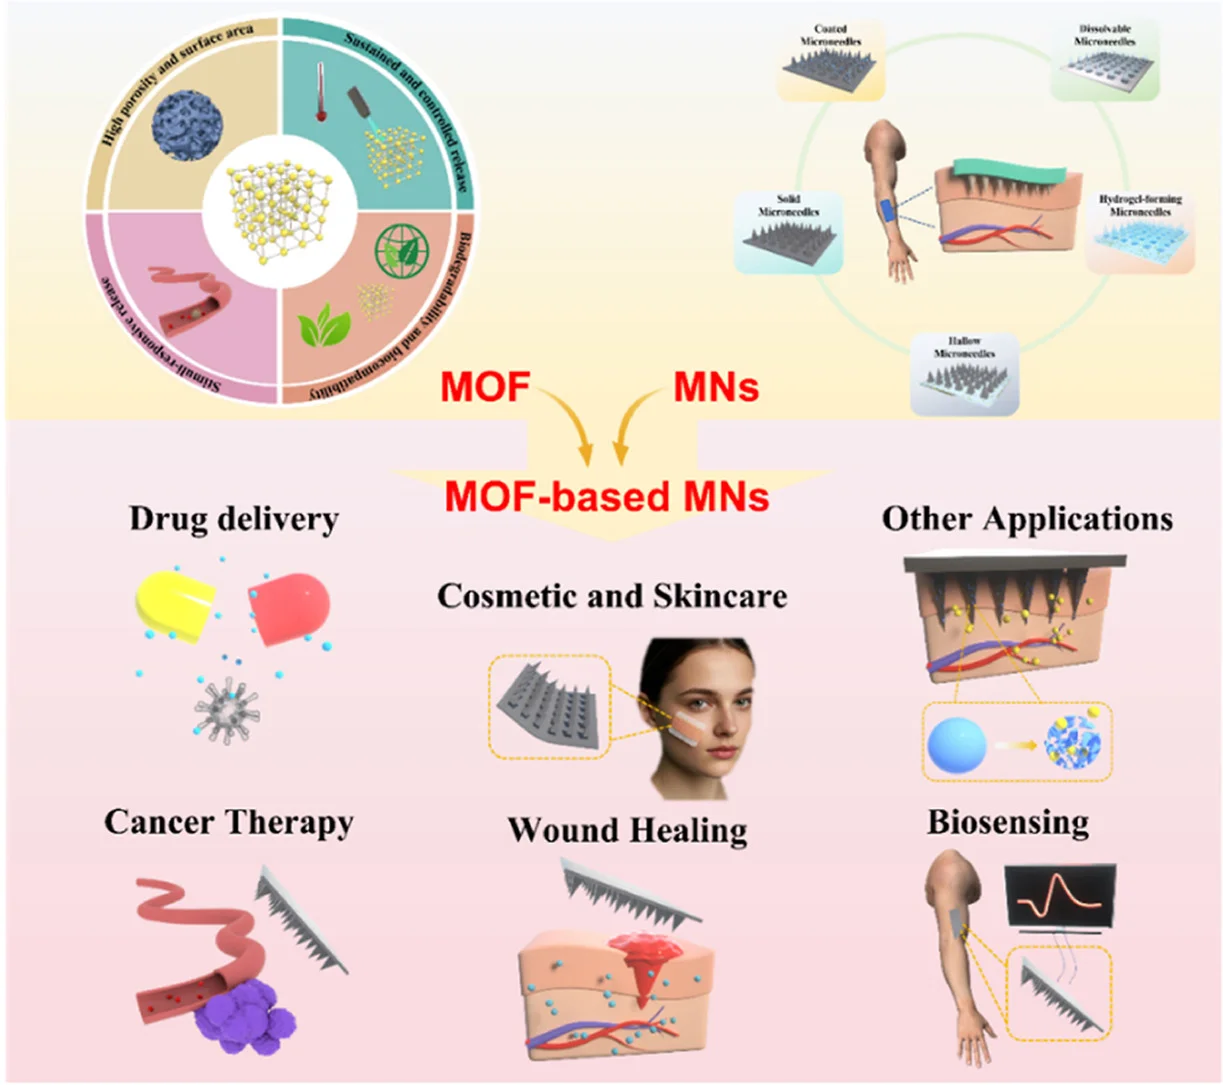 High porosity and surface area
Sustained and controlled release
Stimuli-responsive release
Biodegradability and biocompatibility
Coated
Microneedles
Dissolvable
Microneedles
Solid
Microneedles
Hydrogel-forming
Microneedles
Hallow
Microneedles
MOF
MNs
MOF-based MNs
Drug delivery
Cosmetic and Skincare
Other Applications
Cancer Therapy
Wound Healing
Biosensing